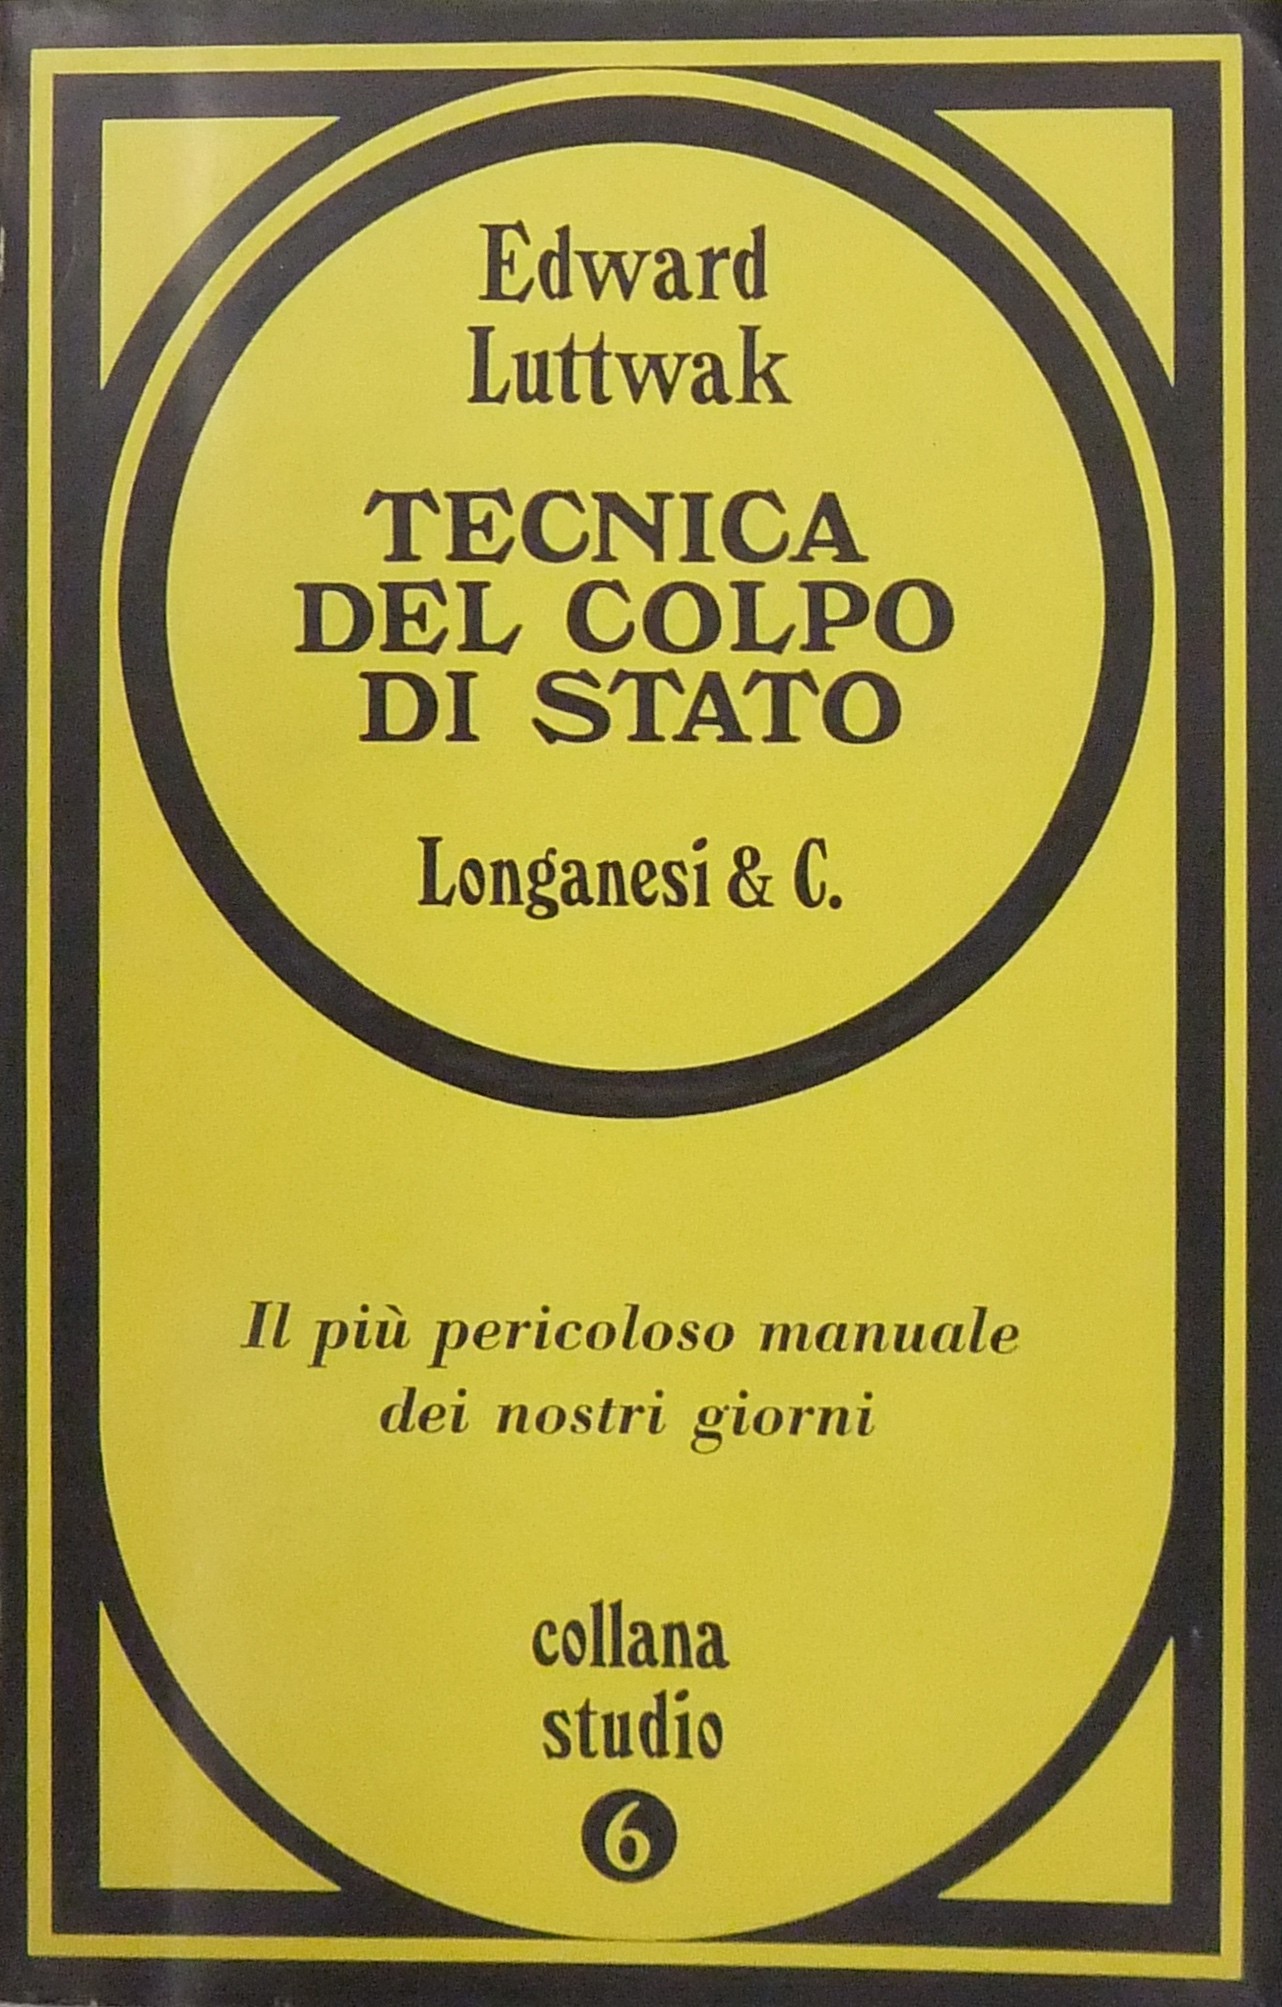 Edward
Luttwak
TECNICA
DEL COLPO
DI STATO
Longanesi & C.
Il più pericoloso manuale
dei nostri giorni
collana
studio
6